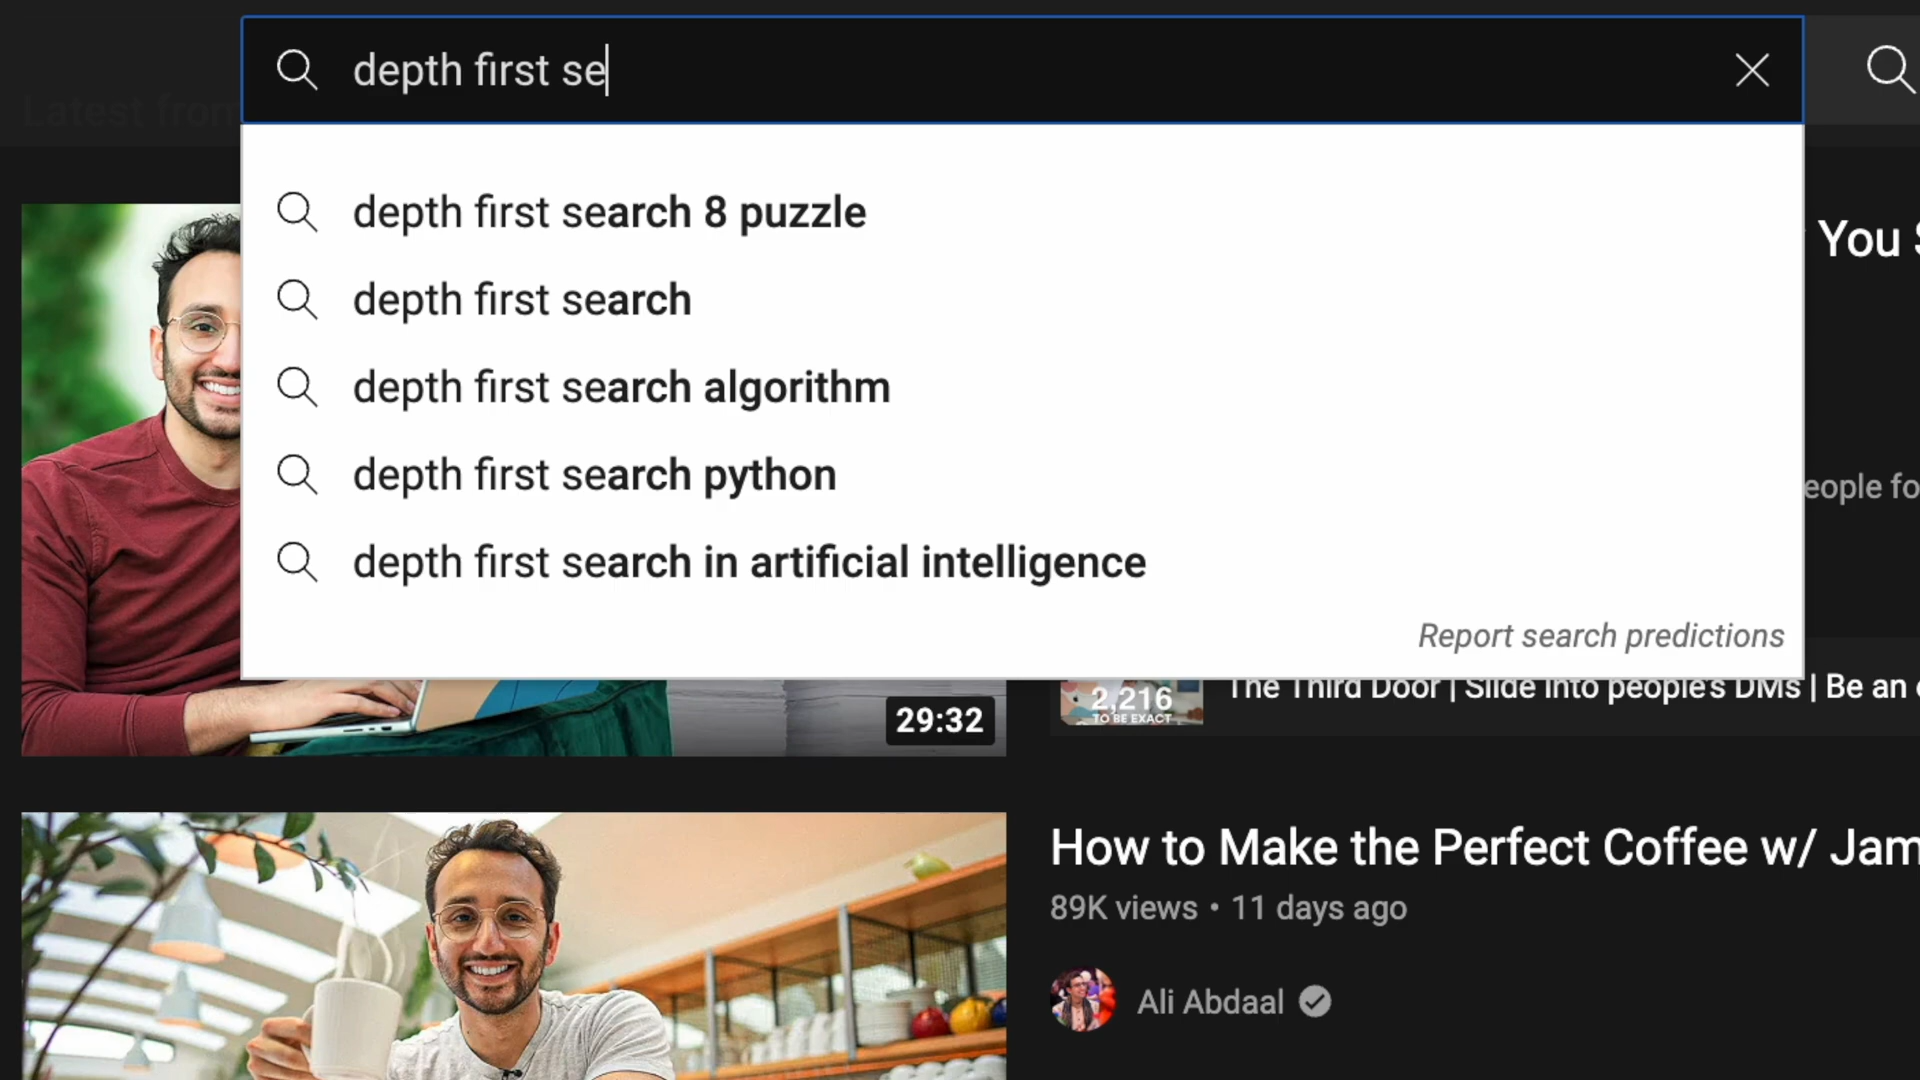 depth first se
Latest from
depth first search 8 puzzle
depth first search
depth first search algorithm
depth first search python
depth first search in artificial intelligence
Report search predictions
You
eople fo
29:32
2,216
TO BE EXACT
The Third Door | Slide into people's DMs | Be an
How to Make the Perfect Coffee w/ Jam
89K views • 11 days ago
Ali Abdaal